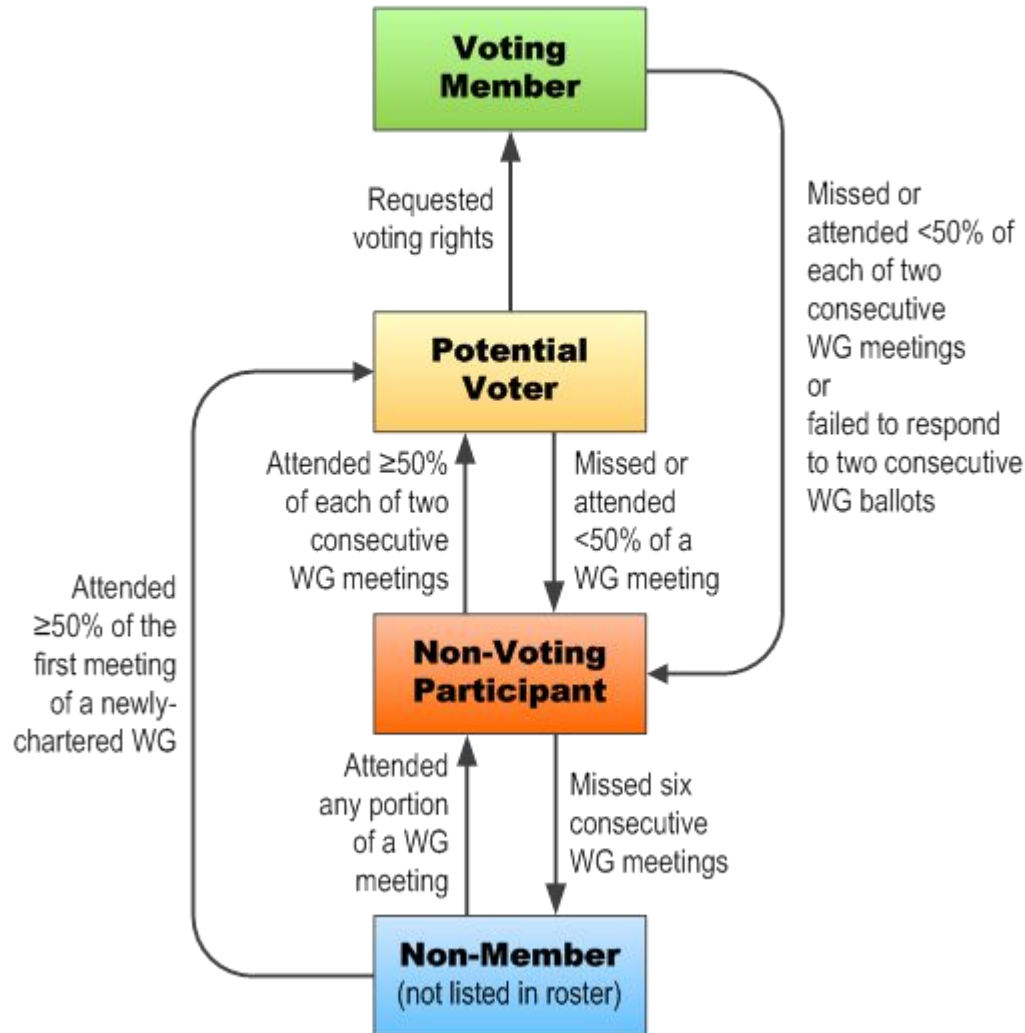 Voting
Member
Requested
voting rights
Missed or
attended <50% of
each of two
consecutive
WG meetings
or
failed to respond
to two consecutive
WG ballots
Potential
Voter
Attended ≥50%
of each of two
consecutive
WG meetings
Missed or
attended
<50% of a
WG meeting
Attended
≥50% of the
first meeting
of a newly-
chartered WG
Non-Voting
Participant
Attended
any portion
of a WG
meeting
Missed six
consecutive
WG meetings
Non-Member
(not listed in roster)